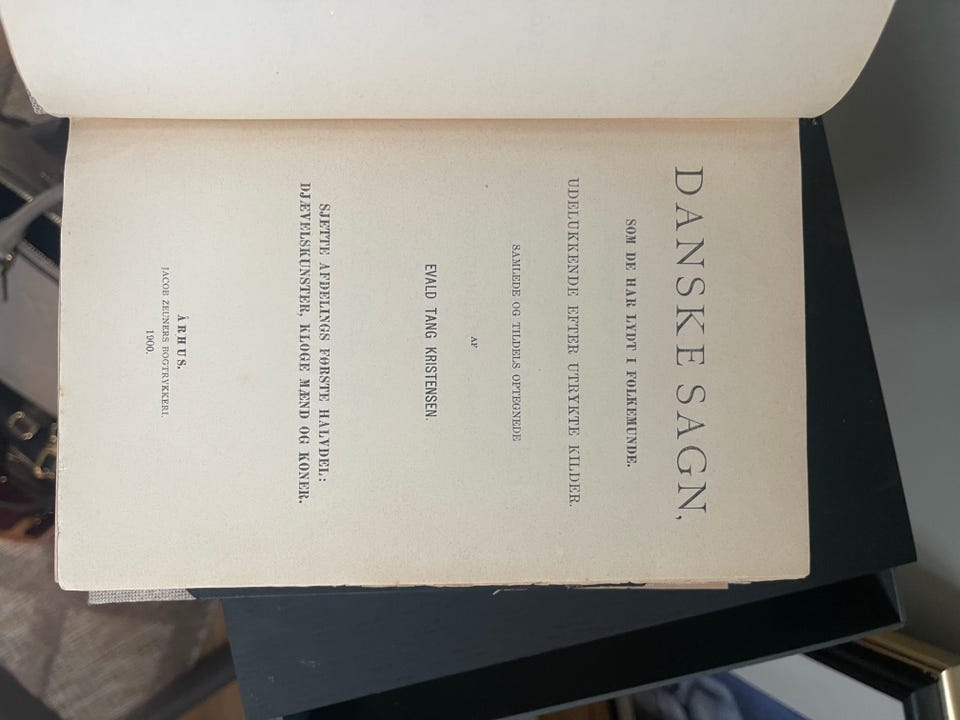 DANSKE SAGN,
SOM DE HAR LYDT I FOLKEMUNDE.
UDELUKKENDE EFTER UTRYKTE KILDER.
SAMLEDE OG TILDELS OPTEGNEDE
AF
EVALD TANG KRISTENSEN.
SJETTE AFDELINGS FØRSTE HALVDEL:
DJÆVELSKUNSTER, KLOGE MÆND OG KONER.
ÅRHUS.
JACOB ZEUNERS BOGTRYKKERI.
1900.